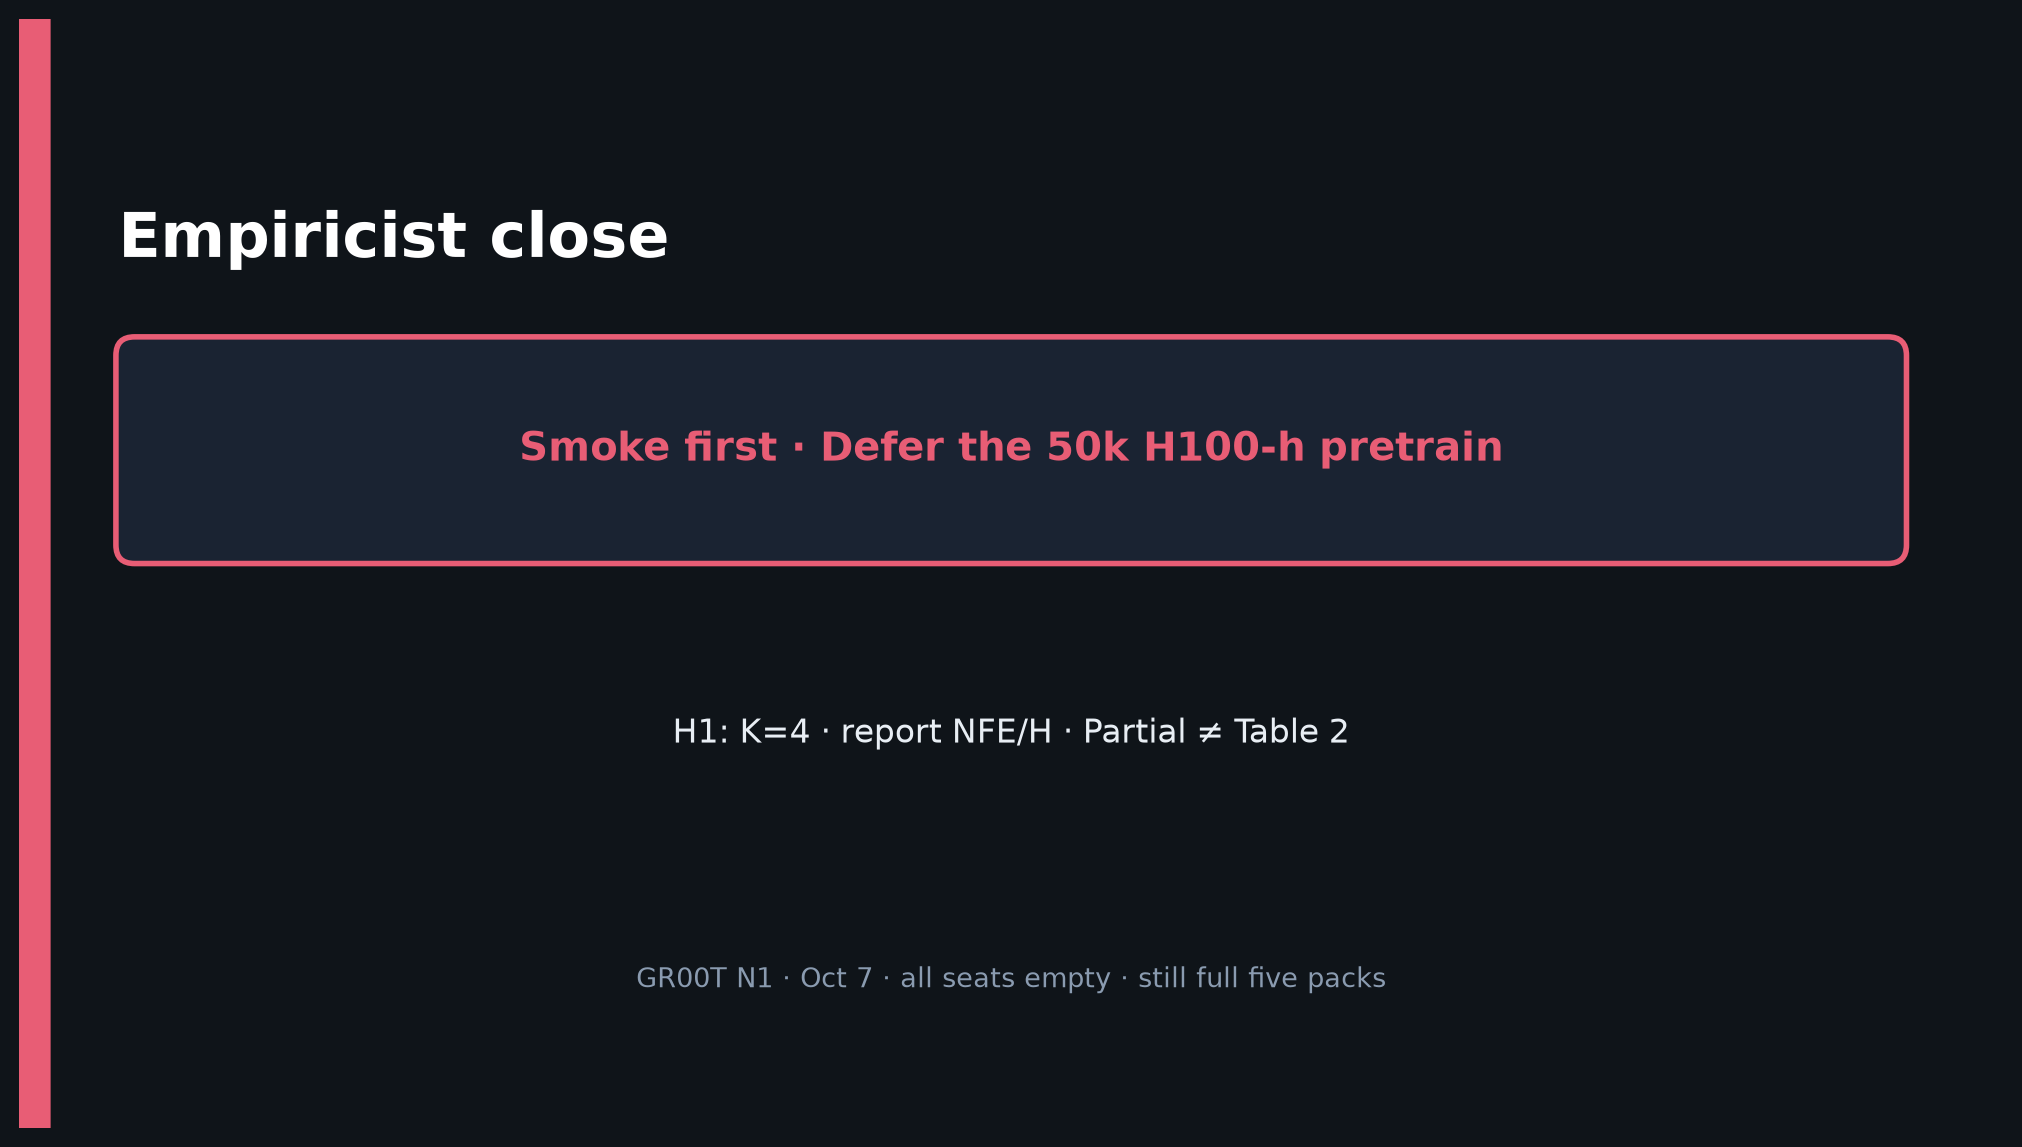 Empiricist close
Smoke first · Defer the 50k H100-h pretrain
H1: K=4 · report NFE/H · Partial ≠ Table 2
GR00T N1 · Oct 7 · all seats empty · still full five packs